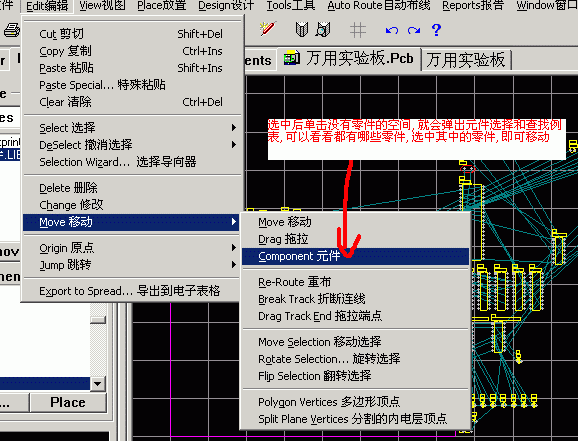 件 Edit编辑 View视图 Place放置 Design设计 Tools工具 Auto Route自动布线 Reports报告 Window窗口
ents 万用实验板.Pcb 万用实验板
Cut 剪切 Shift+Del
Copy 复制 Ctrl+Ins
Paste 粘贴 Shift+Ins
Paste Special... 特殊粘贴
Clear 清除 Ctrl+Del
Select 选择
DeSelect 撤消选择
Selection Wizard... 选择导向器
Delete 删除
Change 修改
Move 移动
Origin 原点
Jump 跳转
Export to Spread... 导出到电子表格
选中后单击没有零件的空间, 就会弹出元件选择和查找列
表, 可以看看都有哪些零件, 选中其中的零件, 即可移动
Move 移动
Drag 拖拉
Component 元件
Re-Route 重布
Break Track 折断连线
Drag Track End 拖拉端点
Move Selection 移动选择
Rotate Selection... 旋转选择
Flip Selection 翻转选择
Polygon Vertices 多边形顶点
Split Plane Vertices 分割的内电层顶点
es
.LIB
mov
nen
... Place